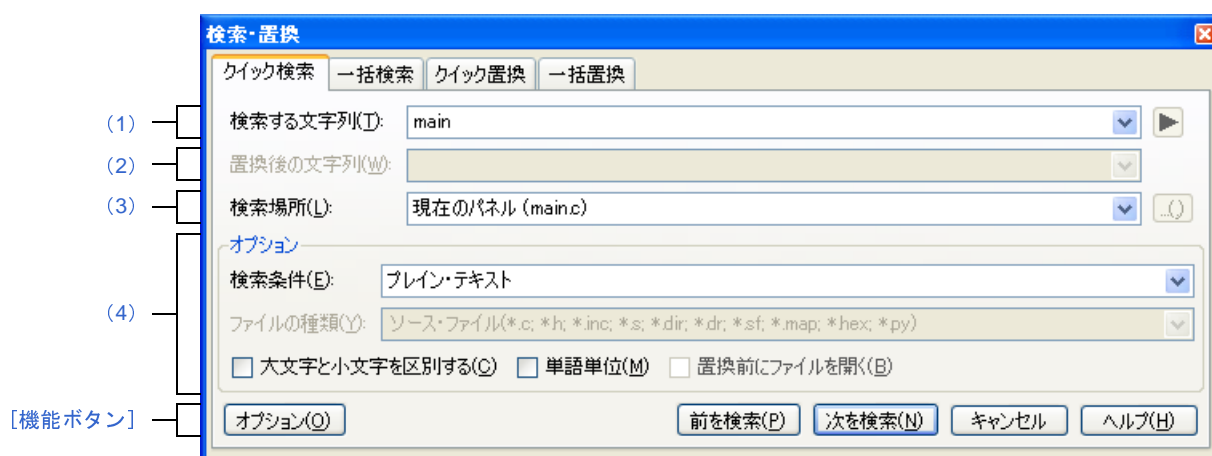 検索・置換
クイック検索 一括検索 クイック置換 一括置換
(1) 検索する文字列(T): main
(2) 置換後の文字列(W):
(3) 検索場所(L): 現在のパネル (main.c) ...()
オプション
検索条件(E): プレイン・テキスト
(4) ファイルの種類(Y): ソース・ファイル(*.c; *.h; *.inc; *.s; *.dir; *.dr; *.sf; *.map; *.hex; *.py)
大文字と小文字を区別する(C) 単語単位(M) 置換前にファイルを開く(B)
[機能ボタン] オプション(O) 前を検索(P) 次を検索(N) キャンセル ヘルプ(H)